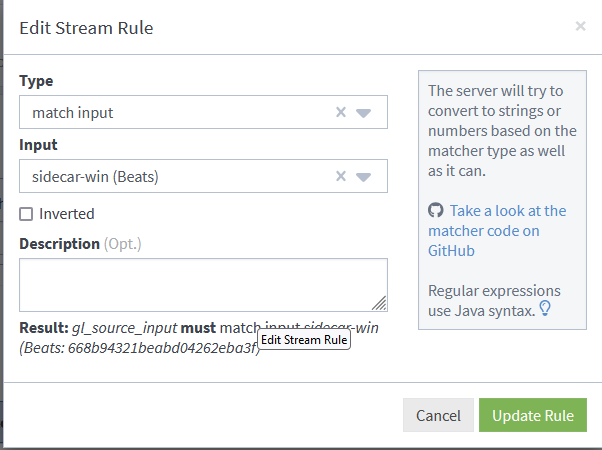 Edit Stream Rule
×
Type
match input
Input
sidecar-win (Beats)
Inverted
Description (Opt.)
Result: gl_source_input must match input sidecar-win
(Beats: 668b94321beabd04262eba3f)
Edit Stream Rule
The server will try to
convert to strings or
numbers based on the
matcher type as well
as it can.
Take a look at the
matcher code on
GitHub
Regular expressions
use Java syntax.
Cancel
Update Rule